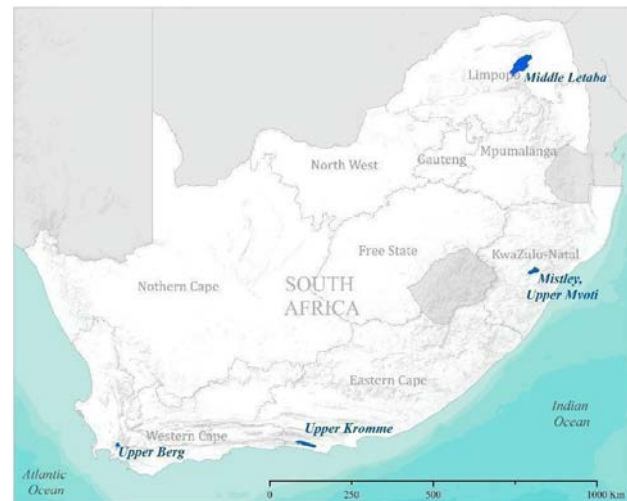 Limpopo
Middle Letaba
Mpumalanga
Gauteng
North West
Free State
KwaZulu-Natal
Mistley,
Upper Mvoti
Nothern Cape
SOUTH
AFRICA
Eastern Cape
Indian
Ocean
Upper Kromme
Western Cape
Upper Berg
Atlantic
Ocean
0 250 500 1000 Km